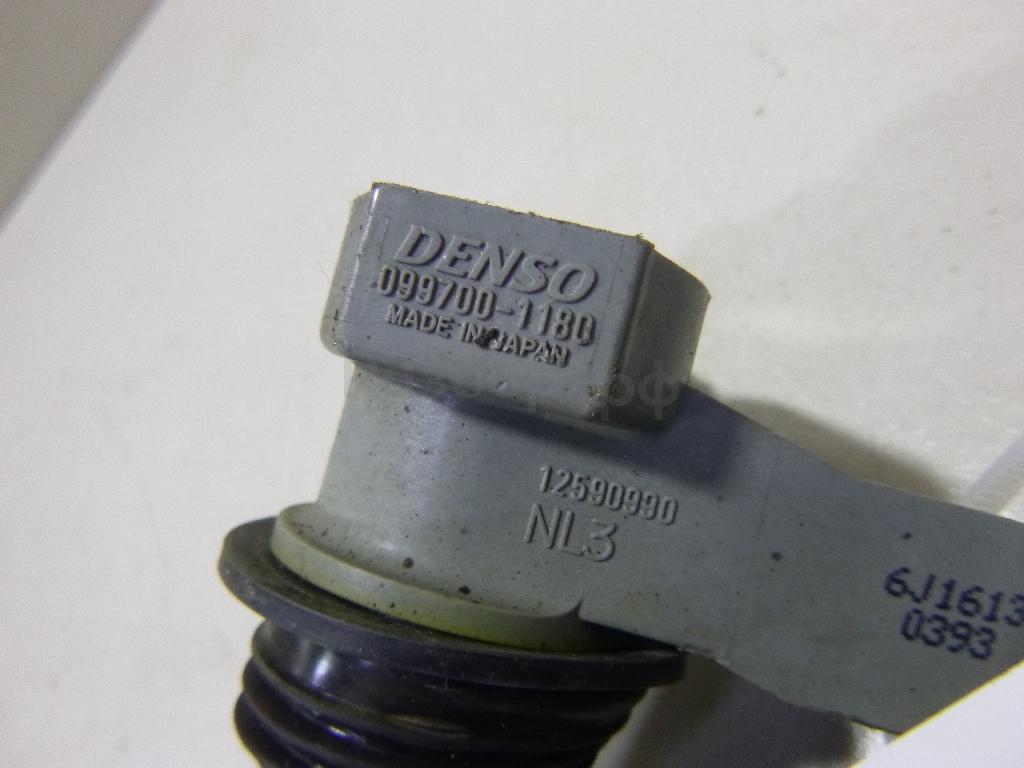 DENSO
099700-1180
MADE IN JAPAN
12590990
NL3
6J1613
0393